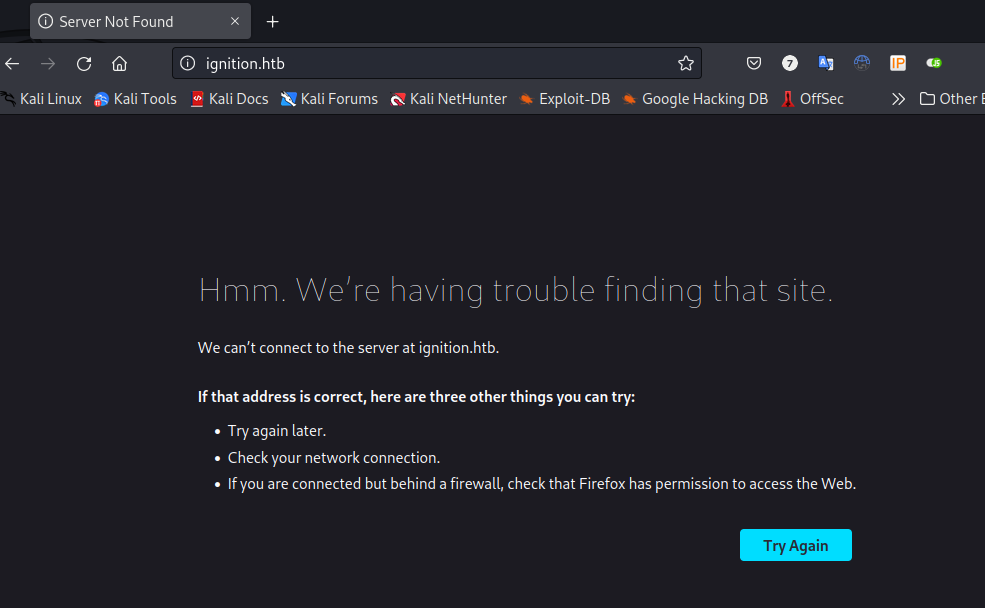 Server Not Found
ignition.htb
Kali Linux Kali Tools Kali Docs Kali Forums Kali NetHunter Exploit-DB Google Hacking DB OffSec Other
Hmm. We're having trouble finding that site.
We can't connect to the server at ignition.htb.
If that address is correct, here are three other things you can try:
Try again later.
Check your network connection.
If you are connected but behind a firewall, check that Firefox has permission to access the Web.
Try Again